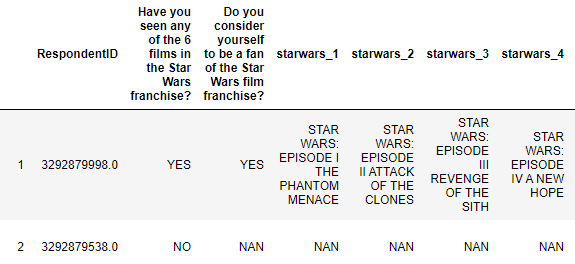 RespondentID
Have you
seen any
of the 6
films in
the Star
Wars
franchise?
Do you
consider
yourself
to be a fan
of the Star
Wars film
franchise?
starwars_1
starwars_2
starwars_3
starwars_4
1
3292879998.0
YES
YES
STAR
WARS:
EPISODE I
THE
PHANTOM
MENACE
STAR
WARS:
EPISODE
II ATTACK
OF THE
CLONES
STAR
WARS:
EPISODE
III
REVENGE
OF THE
SITH
STAR
WARS:
EPISODE
IV A NEW
HOPE
2
3292879538.0
NO
NAN
NAN
NAN
NAN
NAN